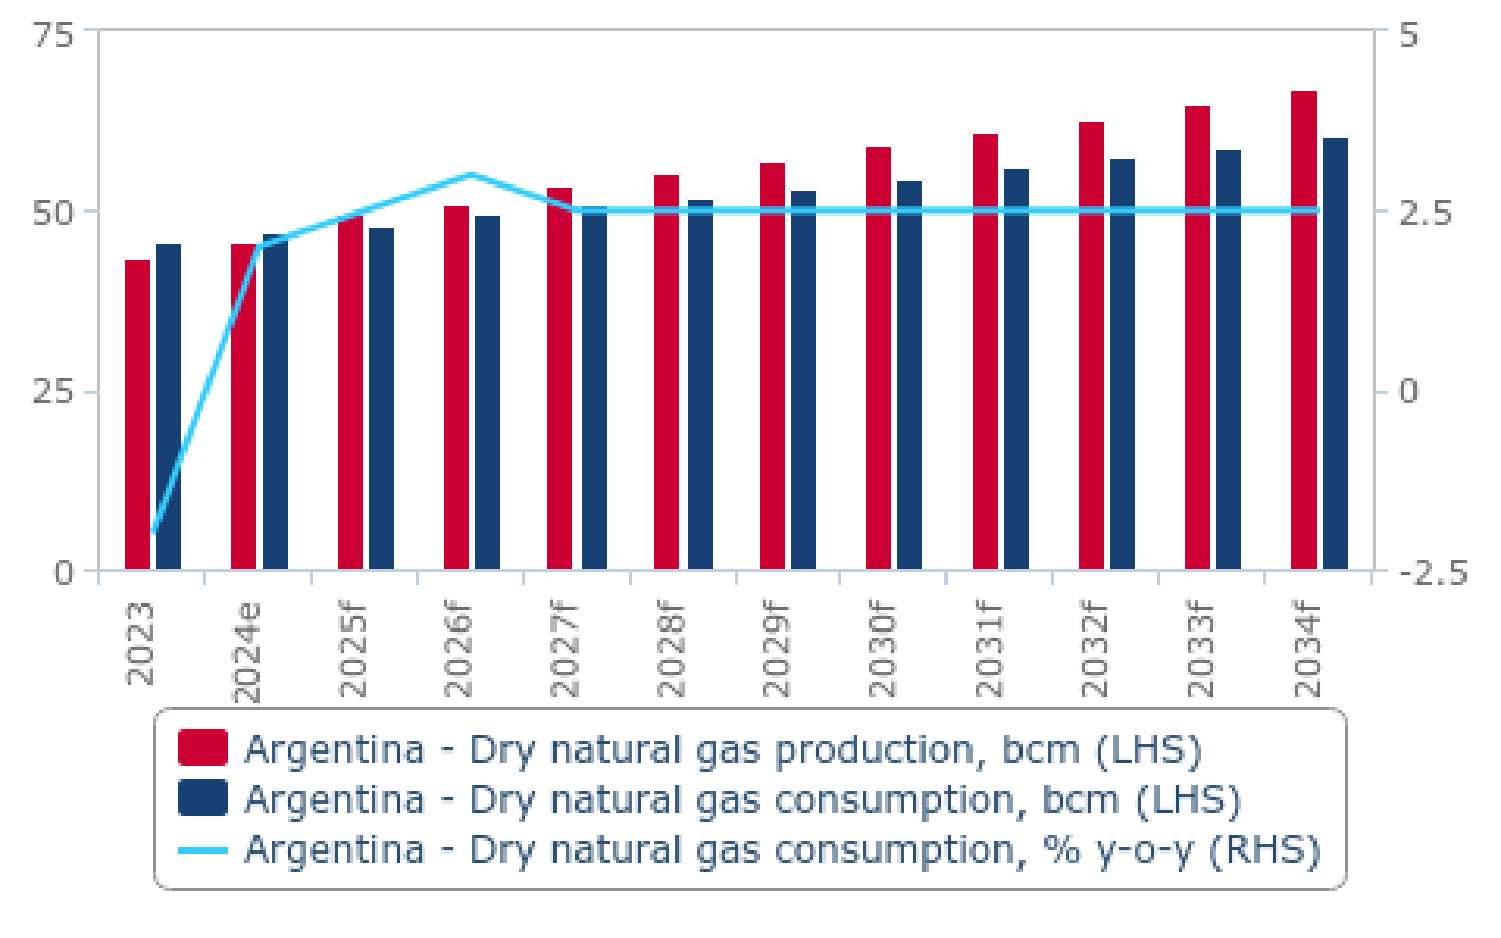 75
5
50
2.5
25
0
0
-2.5
2023
2024e
2025f
2026f
2027f
2028f
2029f
2030f
2031f
2032f
2033f
2034f
Argentina - Dry natural gas production, bcm (LHS)
Argentina - Dry natural gas consumption, bcm (LHS)
Argentina - Dry natural gas consumption, % y-o-y (RHS)